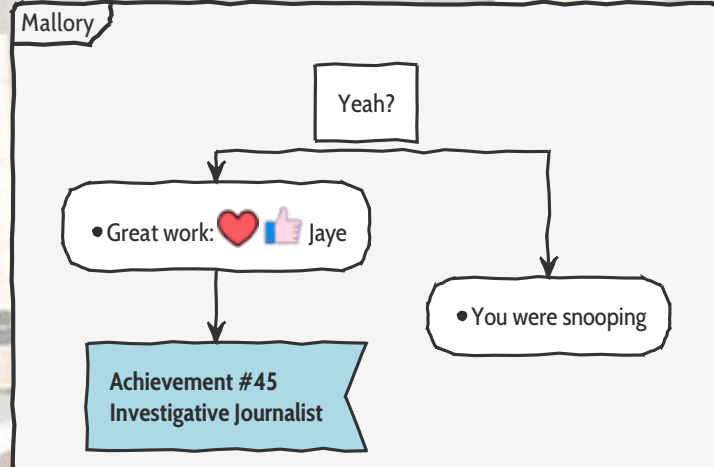 Mallory
Yeah?
•Great work: ❤️ 👍 Jaye
•You were snooping
Achievement #45
Investigative Journalist